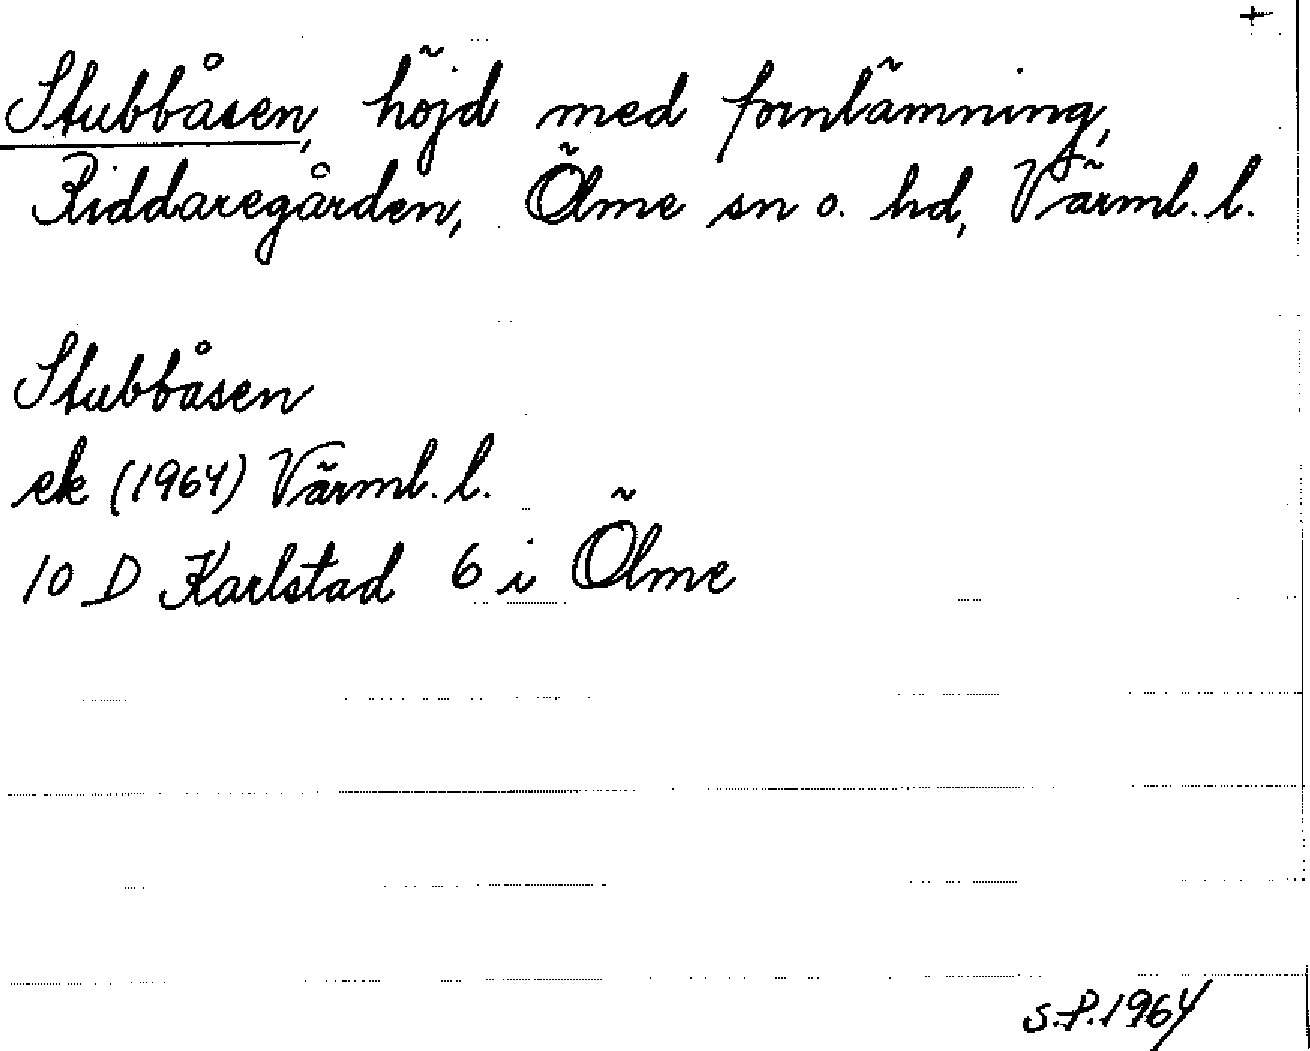 +
Stubbåsen, höjd med fornlämning,
Riddaregården, Ölme sn o. hd, Värml. l.
Stubbåsen
ek (1964) Värml. l.
10 D Karlstad 6 i Ölme
S.P. 1964